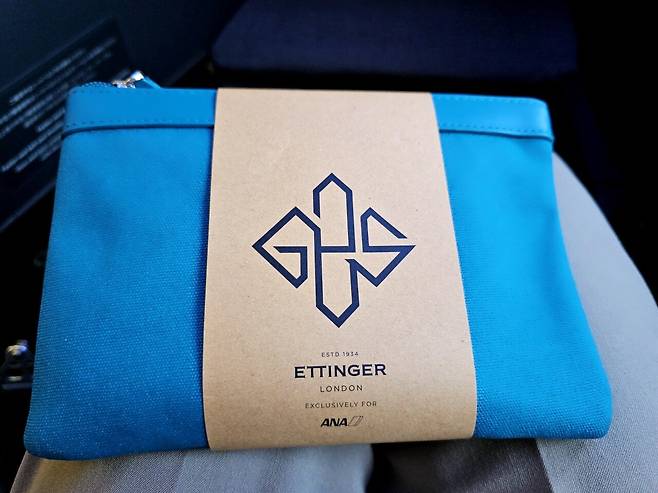 ESTD 1934
ETTINGER
LONDON
EXCLUSIVELY FOR
ANA